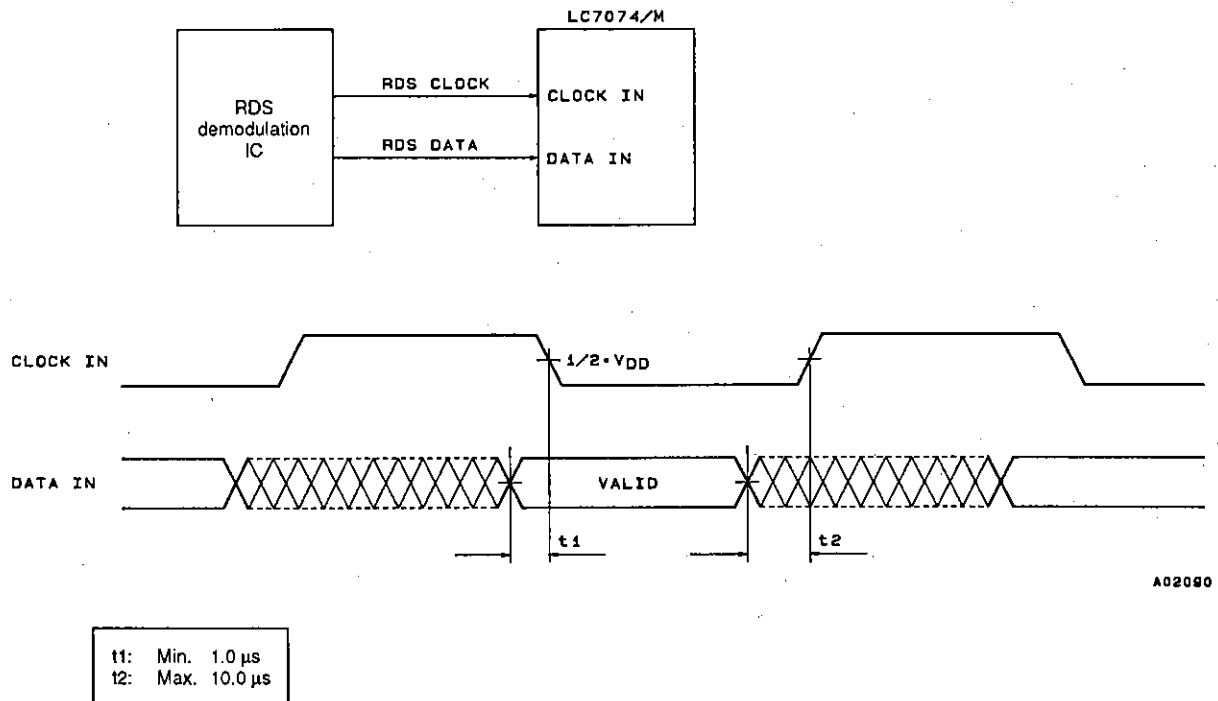 LC7074/M
RDS
demodulation
IC
RDS CLOCK
CLOCK IN
RDS DATA
DATA IN
CLOCK IN
1/2•VDD
DATA IN
VALID
t1
t2
A02090
t1: Min. 1.0 µs
t2: Max. 10.0 µs